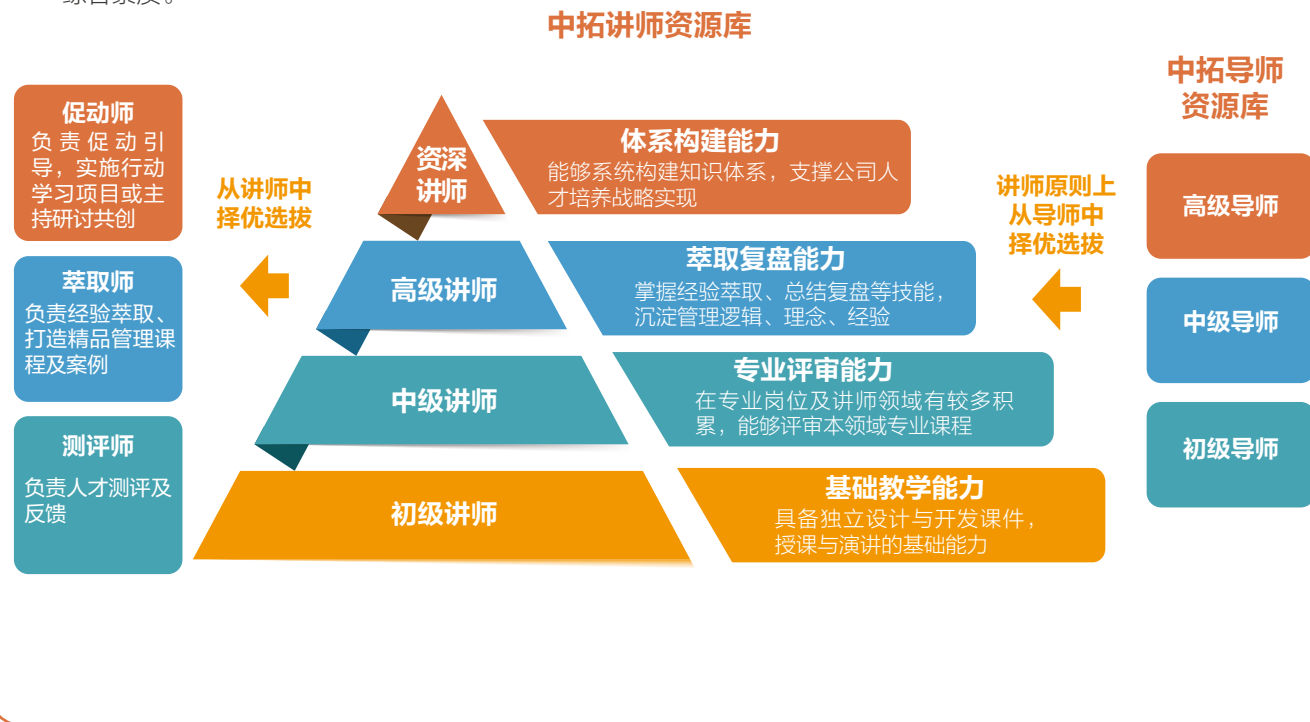 综合素质。
中拓讲师资源库
中拓导师
资源库
促动师
负责促动引
导，实施行动
学习项目或主
持研讨共创
萃取师
负责经验萃取、
打造精品管理课
程及案例
测评师
负责人才测评及
反馈
从讲师中
择优选拔
资深
讲师
体系构建能力
能够系统构建知识体系，支撑公司人
才培养战略实现
高级讲师
萃取复盘能力
掌握经验萃取、总结复盘等技能，
沉淀管理逻辑、理念、经验
中级讲师
专业评审能力
在专业岗位及讲师领域有较多积
累，能够评审本领域专业课程
初级讲师
基础教学能力
具备独立设计与开发课件，
授课与演讲的基础能力
讲师原则上
从导师中
择优选拔
高级导师
中级导师
初级导师